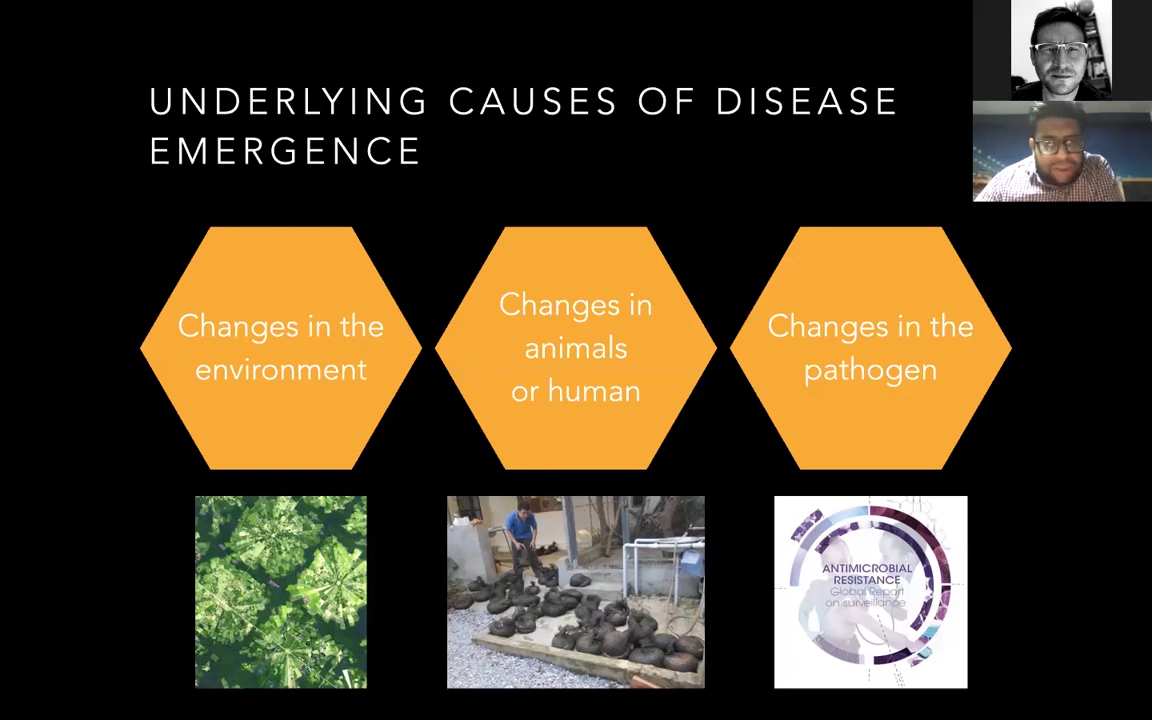 UNDERLYING CAUSES OF DISEASE
EMERGENCE
Changes in the
environment
Changes in
animals
or human
Changes in the
pathogen
ANTIMICROBIAL
RESISTANCE
Global Report
on surveillance